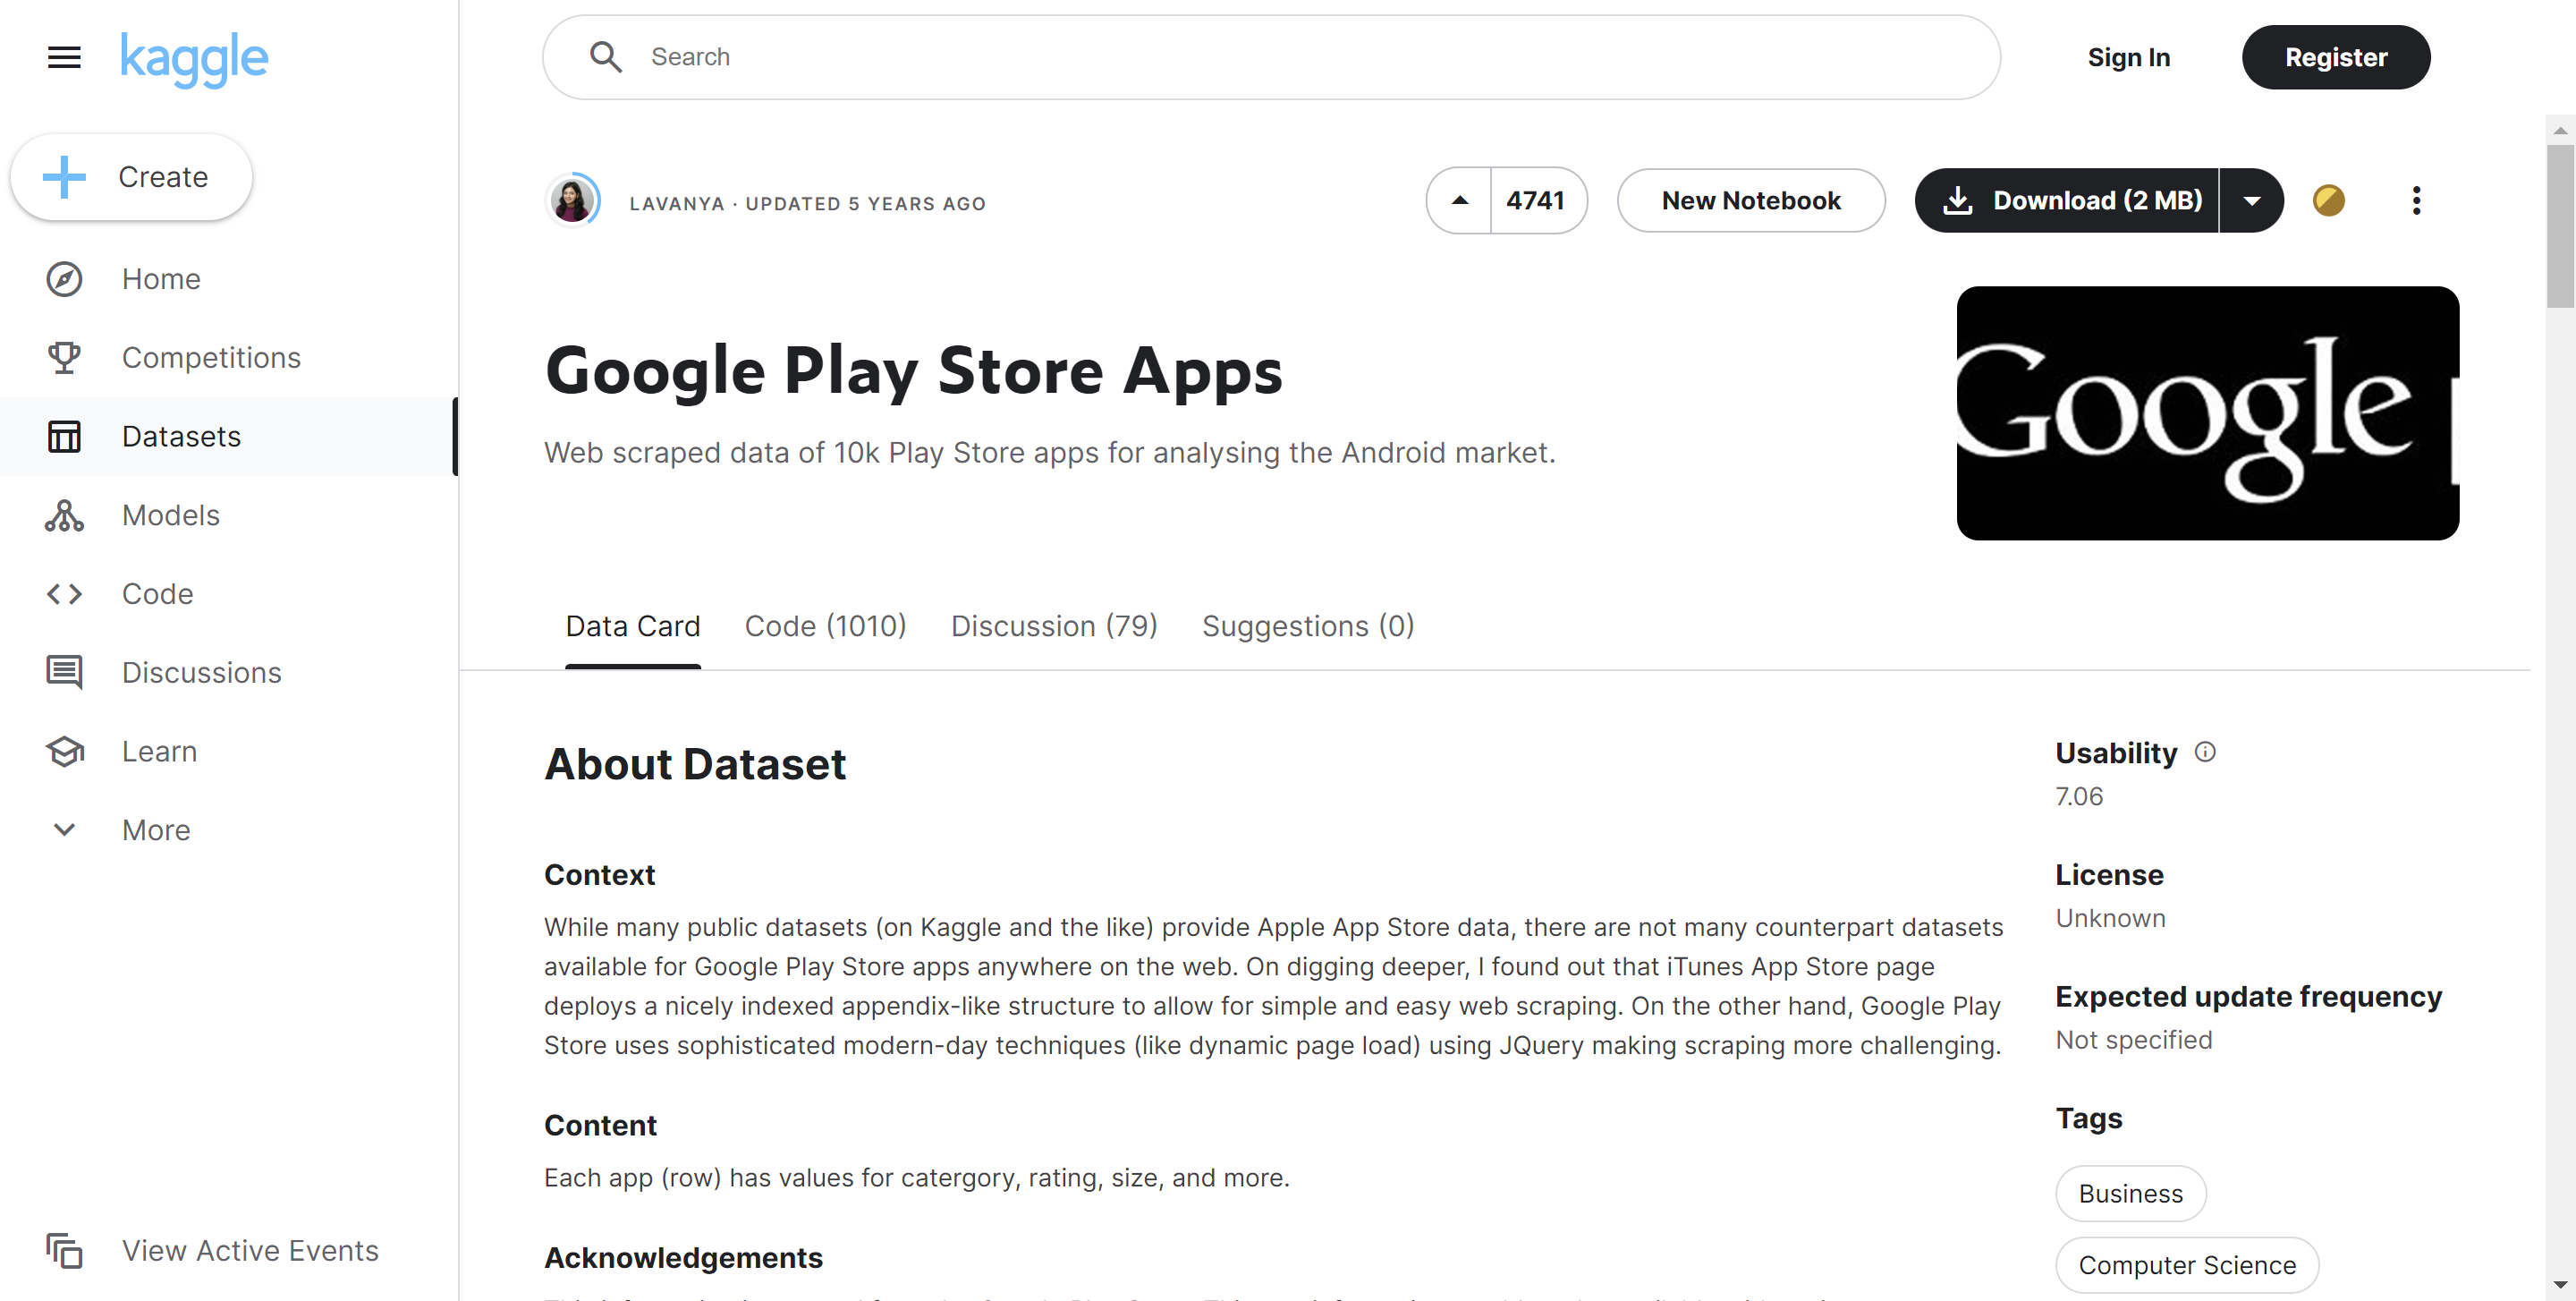 kaggle
Search
Sign In
Register
Create
Home
Competitions
Datasets
Models
Code
Discussions
Learn
More
View Active Events
LAVANYA · UPDATED 5 YEARS AGO
4741
New Notebook
Download (2 MB)
Google Play Store Apps
Web scraped data of 10k Play Store apps for analysing the Android market.
Google
Data Card
Code (1010)
Discussion (79)
Suggestions (0)
About Dataset
Context
While many public datasets (on Kaggle and the like) provide Apple App Store data, there are not many counterpart datasets
available for Google Play Store apps anywhere on the web. On digging deeper, I found out that iTunes App Store page
deploys a nicely indexed appendix-like structure to allow for simple and easy web scraping. On the other hand, Google Play
Store uses sophisticated modern-day techniques (like dynamic page load) using JQuery making scraping more challenging.
Content
Each app (row) has values for catergory, rating, size, and more.
Acknowledgements
Usability
7.06
License
Unknown
Expected update frequency
Not specified
Tags
Business
Computer Science